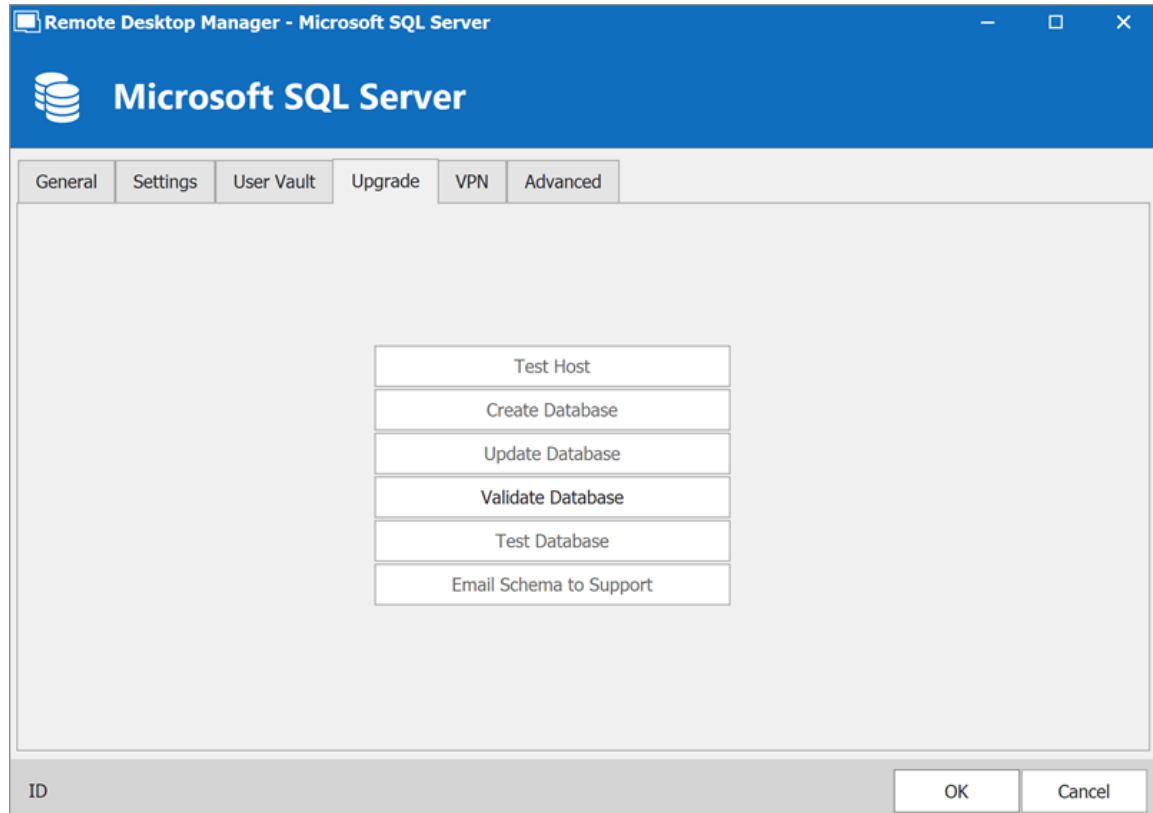 Remote Desktop Manager - Microsoft SQL Server
Microsoft SQL Server
General Settings User Vault Upgrade VPN Advanced
Test Host
Create Database
Update Database
Validate Database
Test Database
Email Schema to Support
ID OK Cancel